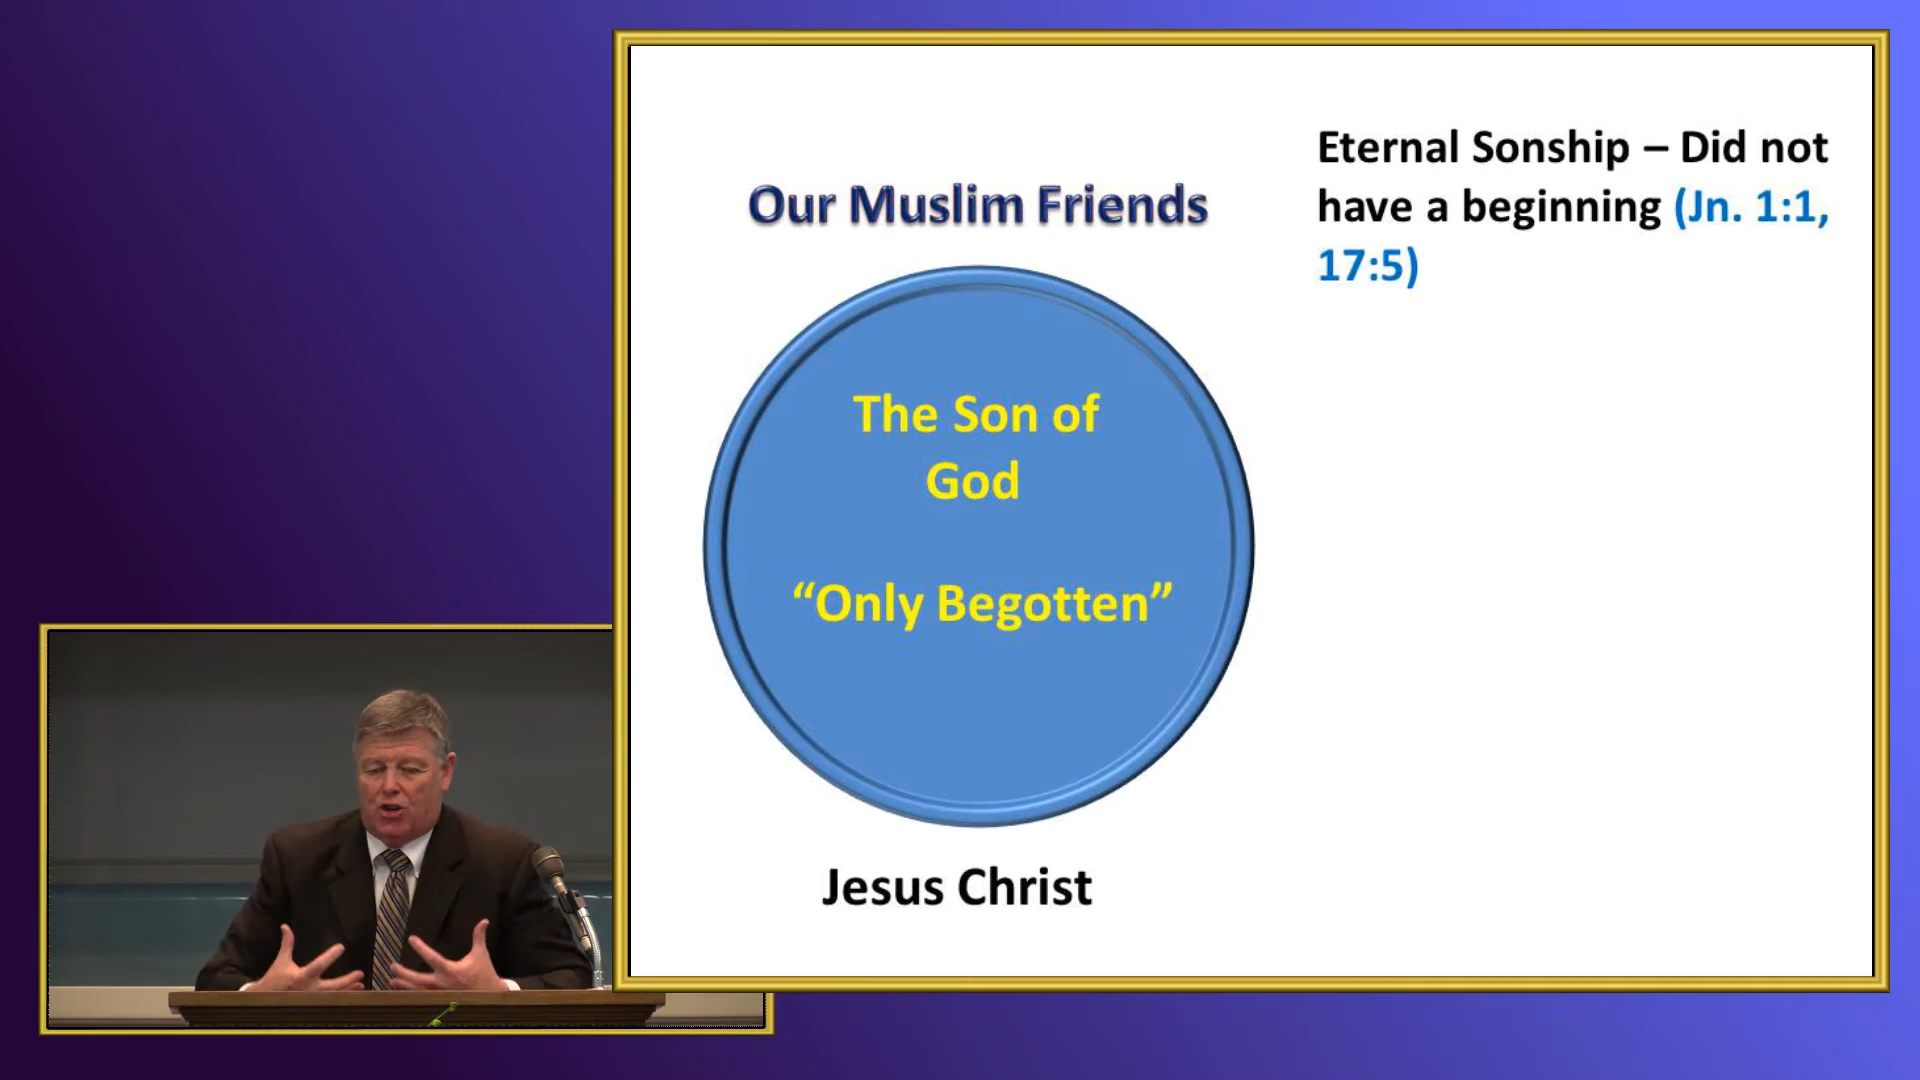 Our Muslim Friends
The Son of
God
“Only Begotten”
Jesus Christ
Eternal Sonship – Did not
have a beginning (Jn. 1:1,
17:5)